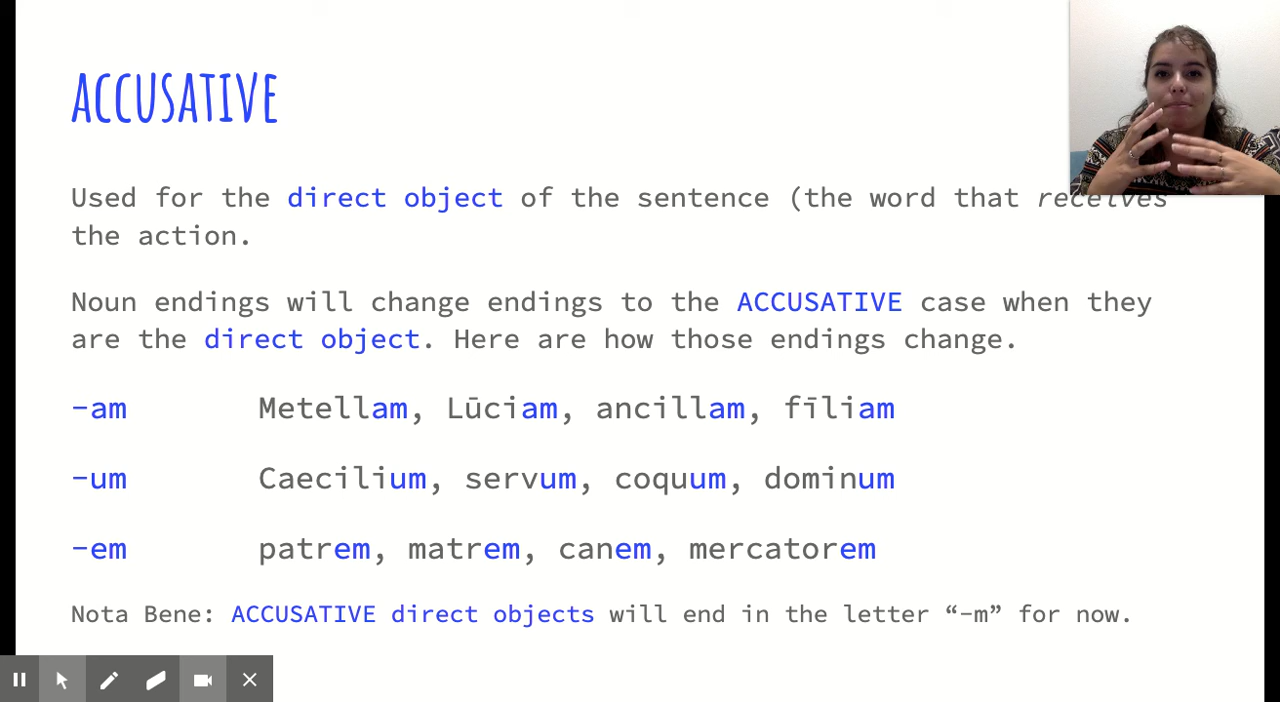 ACCUSATIVE
Used for the direct object of the sentence (the word that receives
the action.
Noun endings will change endings to the ACCUSATIVE case when they
are the direct object. Here are how those endings change.
-am Metellam, Lūciam, ancillam, fīliam
-um Caecilium, servum, coquum, dominum
-em patrem, matrem, canem, mercatorem
Nota Bene: ACCUSATIVE direct objects will end in the letter “-m” for now.